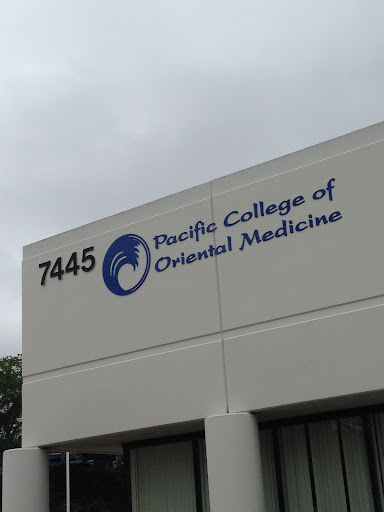 7445
Pacific College of
Oriental Medicine